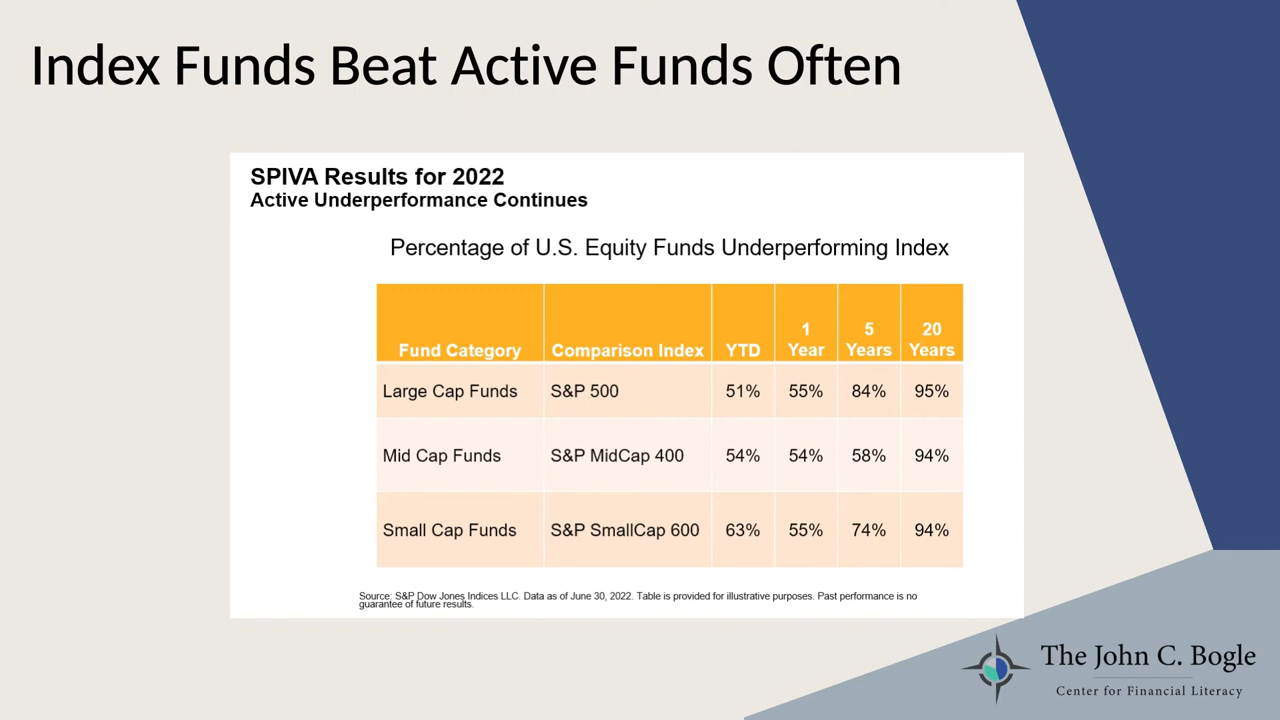 Index Funds Beat Active Funds Often
SPIVA Results for 2022
Active Underperformance Continues
Percentage of U.S. Equity Funds Underperforming Index
Fund Category Comparison Index YTD 1 Year 5 Years 20 Years
Large Cap Funds S&P 500 51% 55% 84% 95%
Mid Cap Funds S&P MidCap 400 54% 54% 58% 94%
Small Cap Funds S&P SmallCap 600 63% 55% 74% 94%
Source: S&P Dow Jones Indices LLC. Data as of June 30, 2022. Table is provided for illustrative purposes. Past performance is no
guarantee of future results.
The John C. Bogle
Center for Financial Literacy